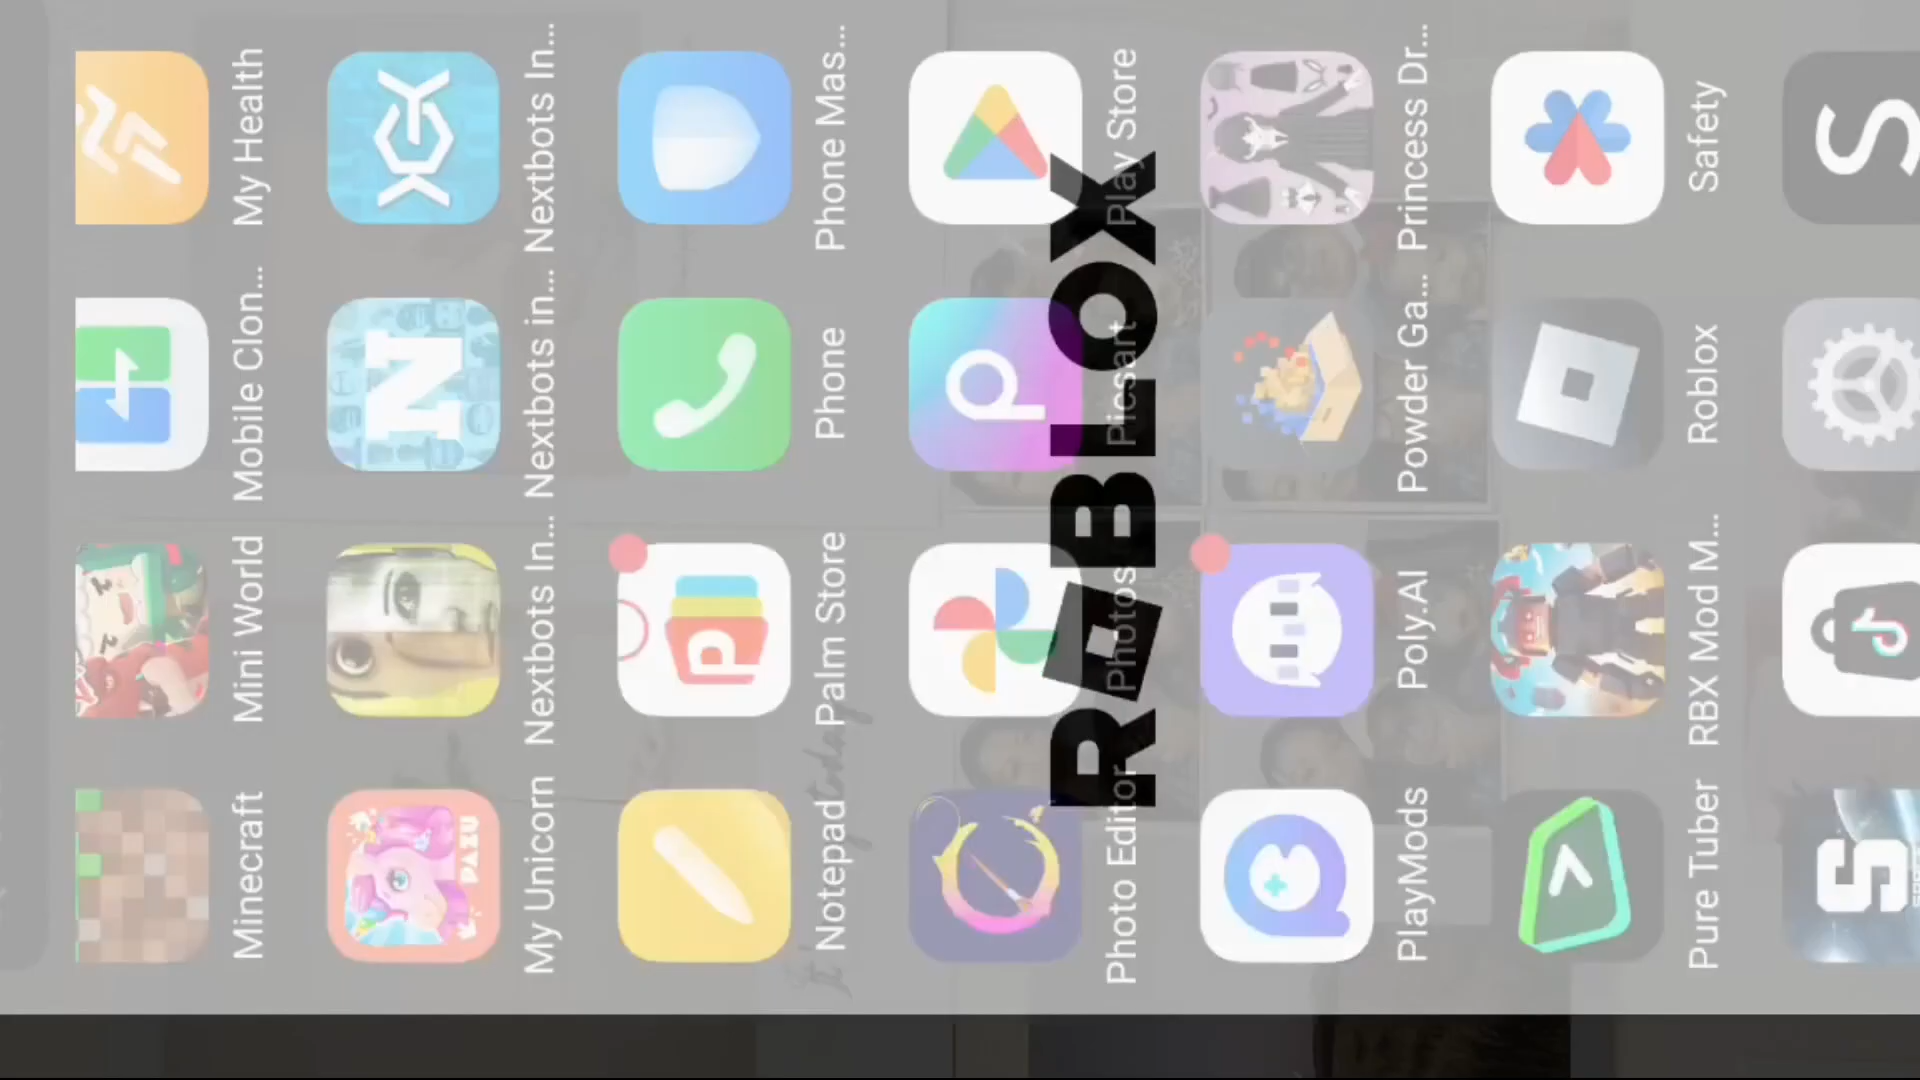 Minecraft Mini World Mobile Clon... My Health
PAZU
N
My Unicorn Nextbots In... Nextbots in... Nextbots In...
Notepad Palm Store Phone Phone Mas...
ROBLOX
Photo Editor Photos Picsart Play Store
PlayMods Poly.AI Powder Ga... Princess Dr...
Pure Tuber RBX Mod M... Roblox Safety
S S
today